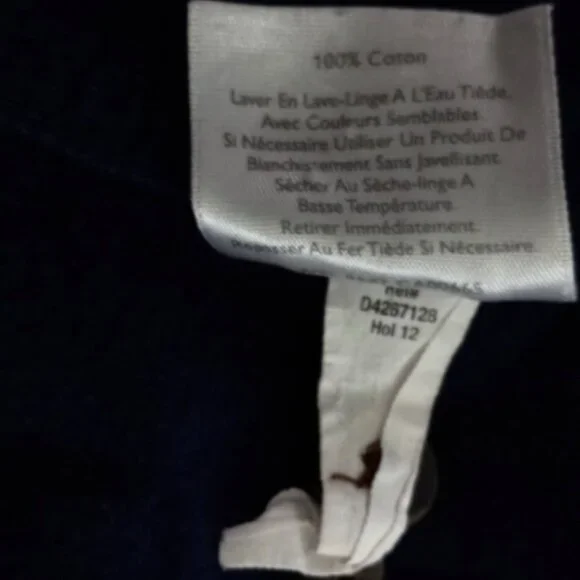 100% Coton
Laver En Lave-Linge A L'Eau Tiède.
Avec Couleurs Semblables.
Si Nécessaire Utiliser Un Produit De
Blanchissement Sans Javellisant.
Sécher Au Sèche-linge A
Basse Température.
Retirer Immédiatement.
Repasser Au Fer Tiède Si Nécessaire.
D4287128
Hol 12